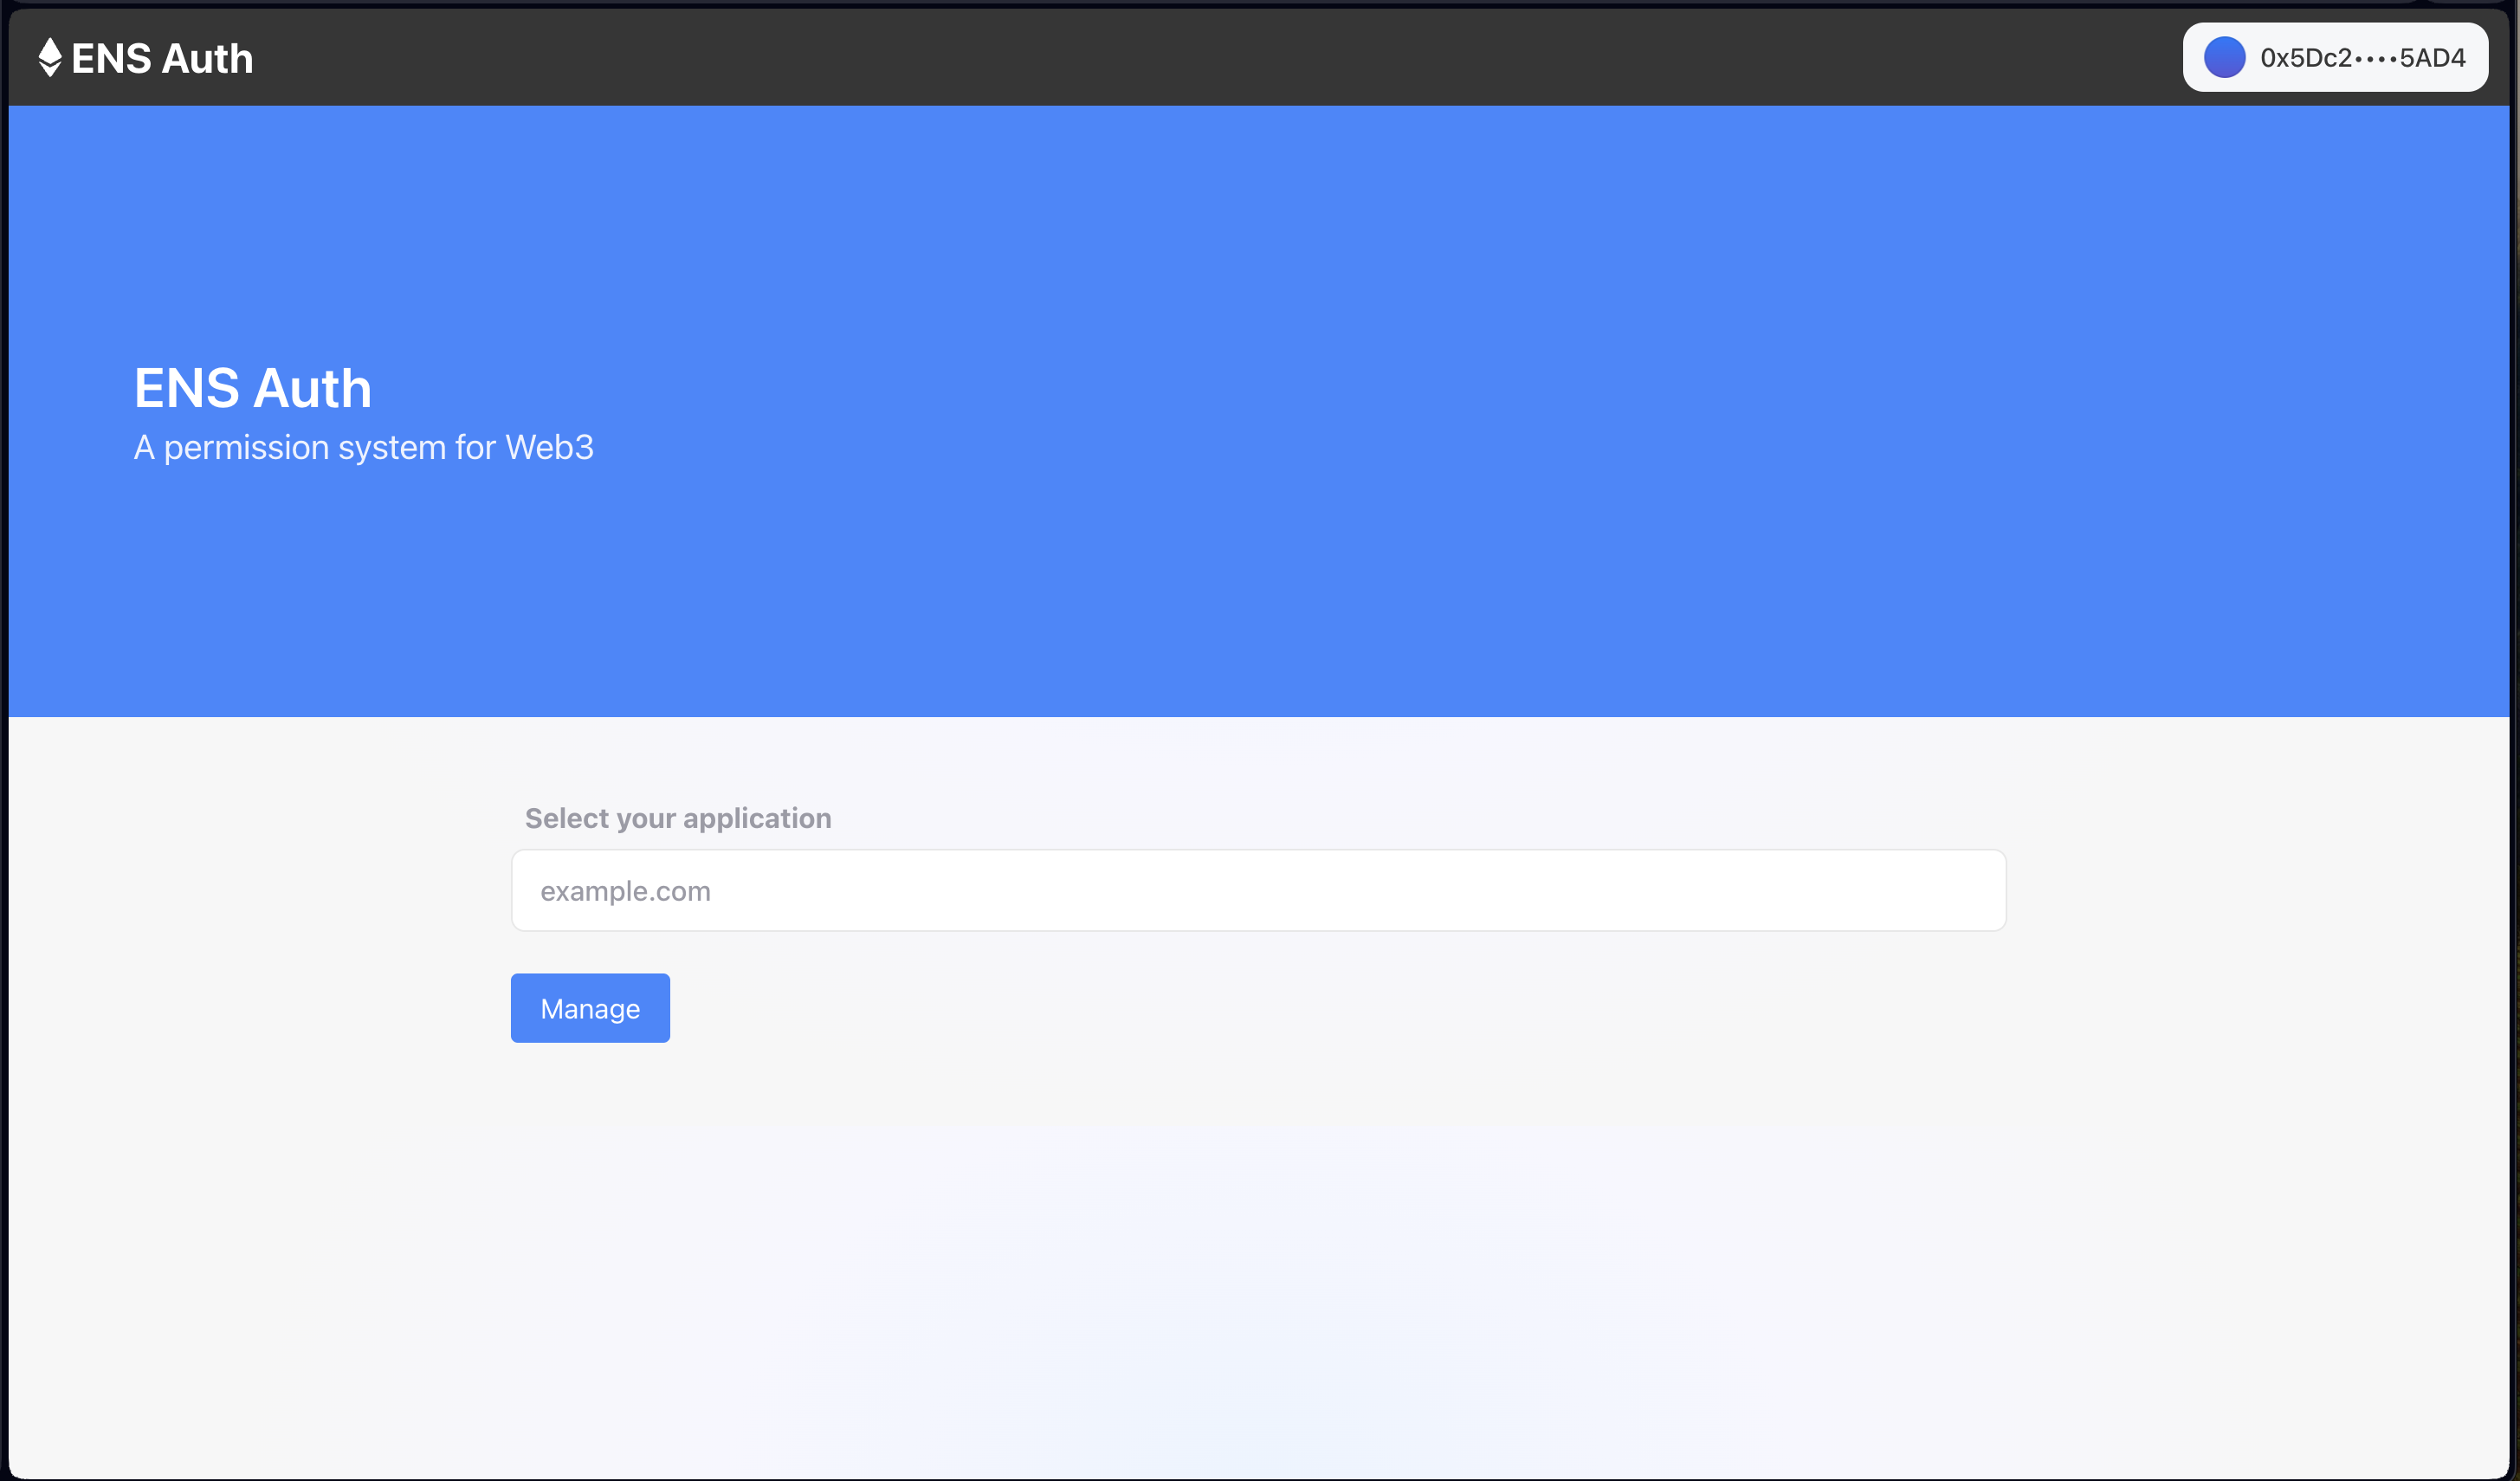 ENS Auth
0x5Dc2••••5AD4
ENS Auth
A permission system for Web3
Select your application
example.com
Manage